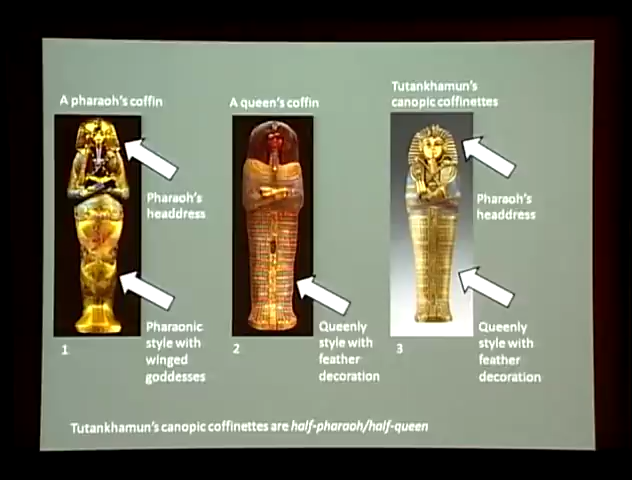 A pharaoh's coffin
A queen's coffin
Tutankhamun's
canopic coffinettes
Pharaoh's
headdress
Pharaoh's
headdress
Pharaonic
style with
winged
goddesses
Queenly
style with
feather
decoration
Queenly
style with
feather
decoration
1
2
3
Tutankhamun's canopic coffinettes are half-pharaoh/half-queen